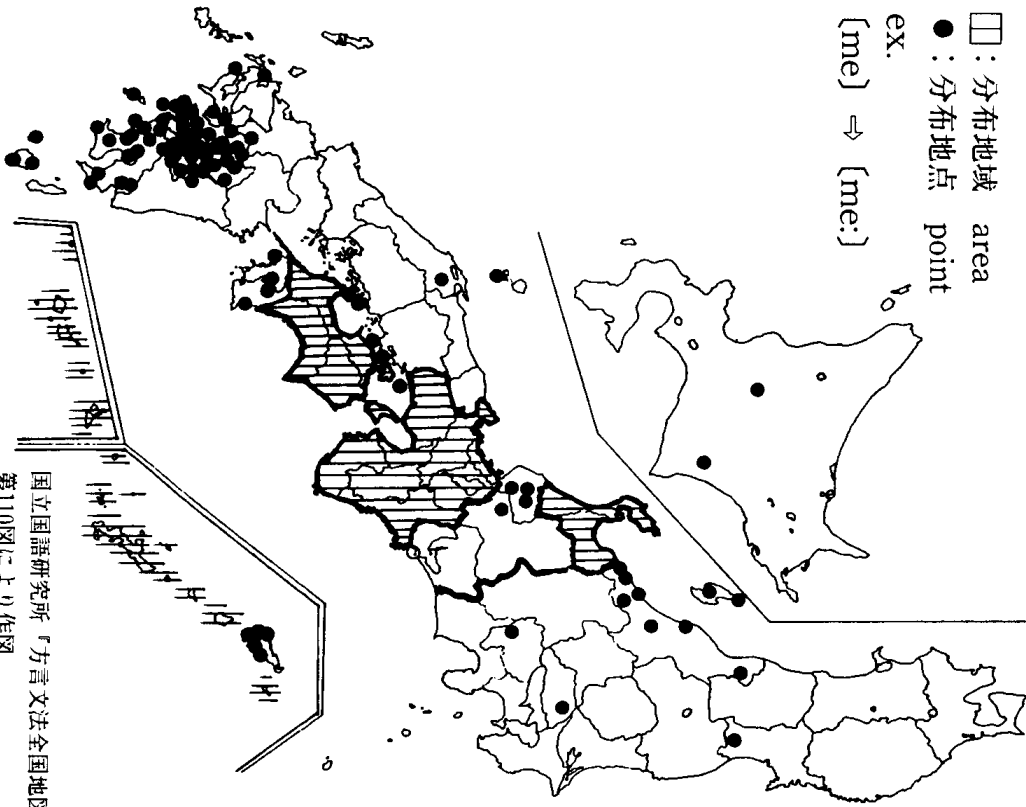 ▥：分布地域 area
●：分布地点 point
ex.
[me] ⇨ [me:]
国立国語研究所『方言文法全国地図
第110図により作図